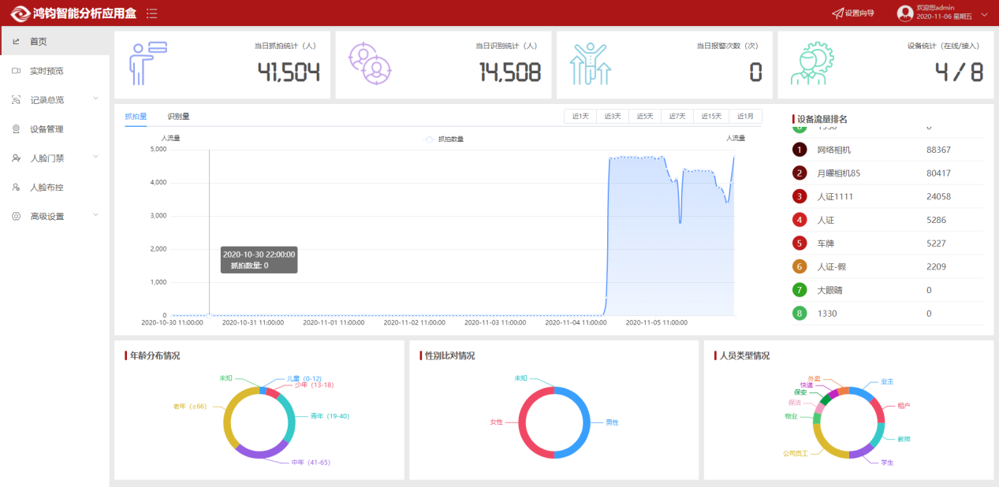 鸿钧智能分析应用盒
设置向导
欢迎您admin
2020-11-06 星期五
首页
实时预览
记录总览
设备管理
人脸门禁
人脸布控
高级设置
当日抓拍统计（人）
41,504
当日识别统计（人）
14,508
当日报警次数（次）
0
设备统计（在线/接入）
4/8
抓拍量
识别量
近1天
近3天
近5天
近7天
近15天
近1月
人流量
抓拍数量
人流量
5,000
4,000
3,000
2,000
1,000
0
2020-10-30 22:00:00
抓拍数量: 0
2020-10-30 11:00:00
2020-10-31 11:00:00
2020-11-01 11:00:00
2020-11-02 11:00:00
2020-11-03 11:00:00
2020-11-04 11:00:00
2020-11-05 11:00:00
设备流量排名
8 1330 0
1 网络相机 88367
2 月曜相机85 80417
3 人证1111 24058
4 人证 5286
5 车牌 5227
6 人证-假 2209
7 大眼睛 0
8 1330 0
年龄分布情况
未知
儿童（0-12）
少年（13-18）
老年（≥66）
青年（19-40）
中年（41-65）
性别比对情况
未知
女性
男性
人员类型情况
外卖
快递
保安
保洁
物业
公司员工
业主
租户
教师
学生